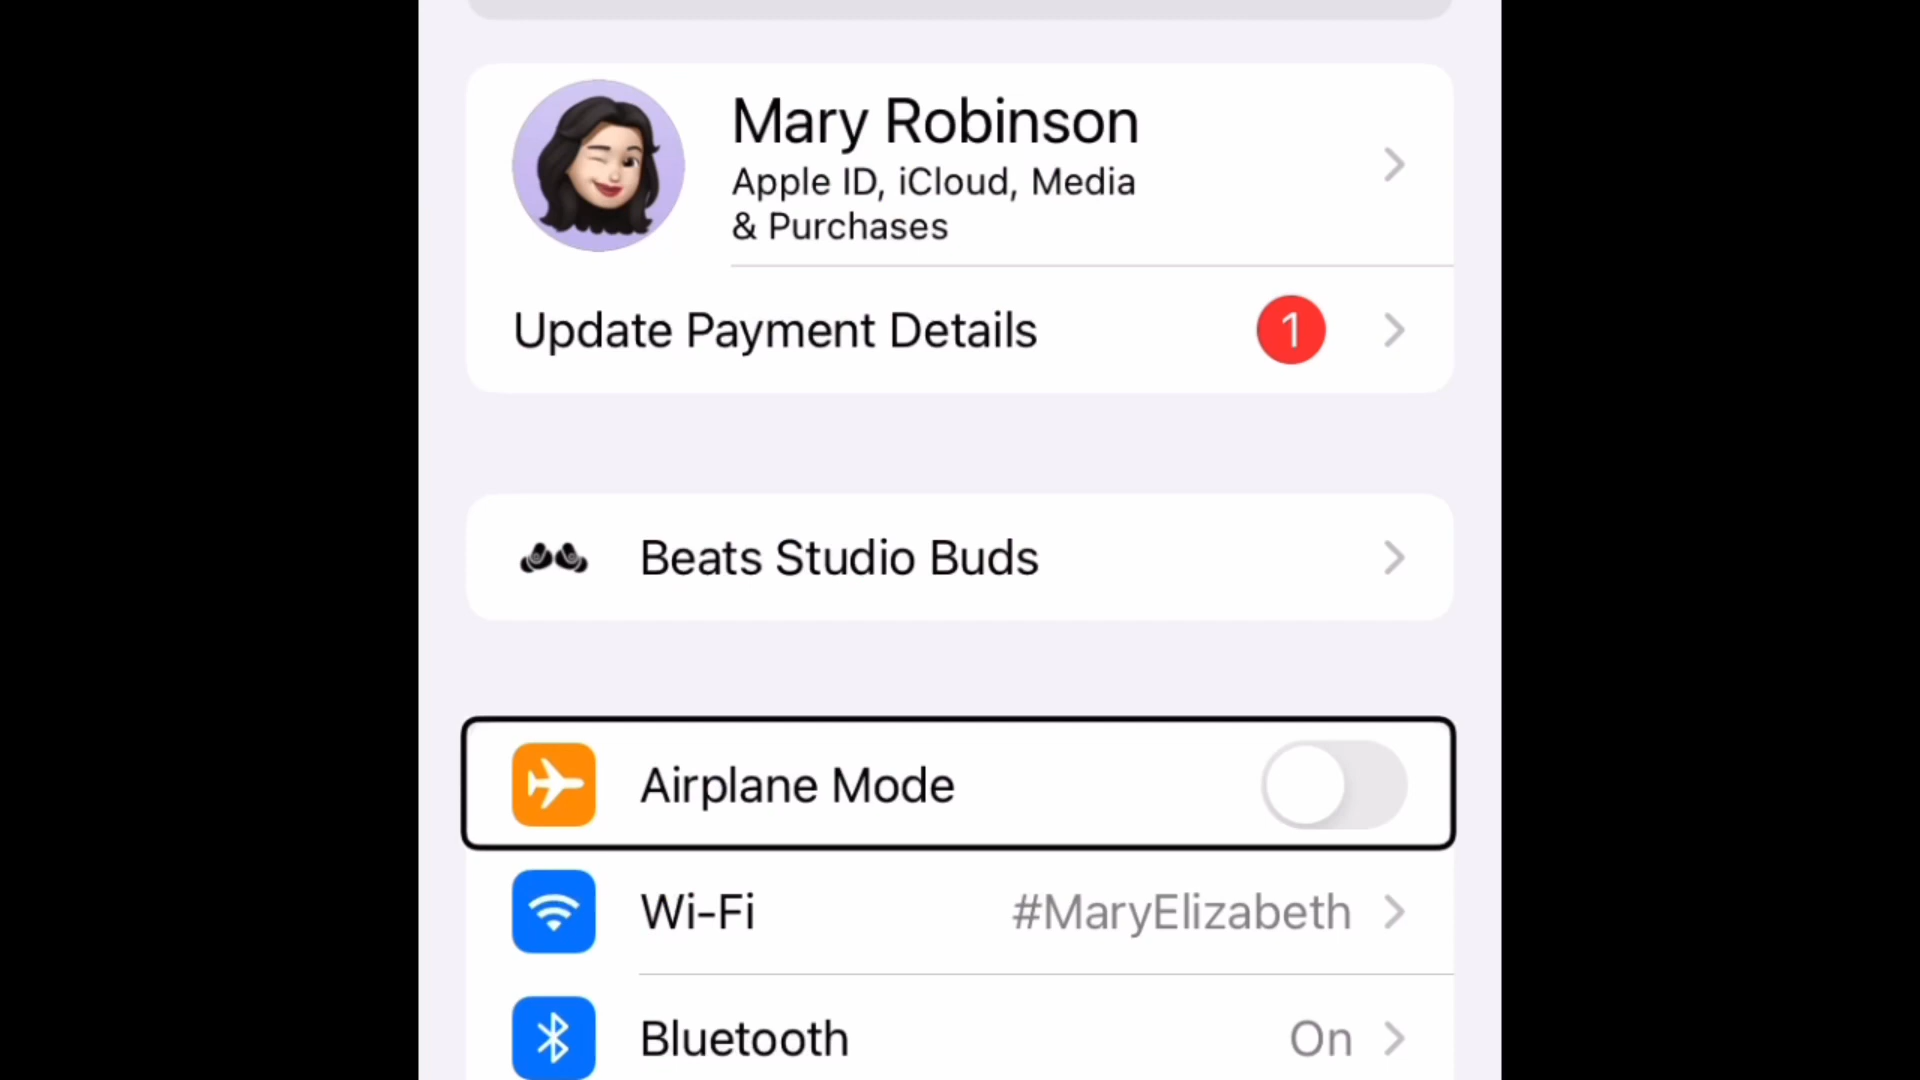 Mary Robinson
Apple ID, iCloud, Media
& Purchases
Update Payment Details 1
Beats Studio Buds
Airplane Mode
Wi-Fi #MaryElizabeth
Bluetooth On